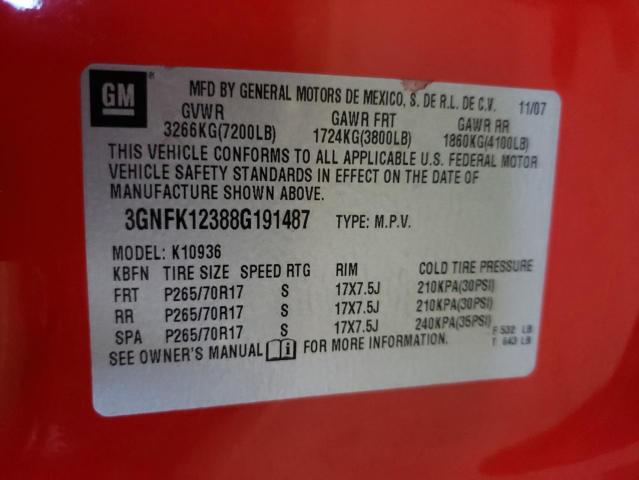 GM
MFD BY GENERAL MOTORS DE MEXICO, S. DE R.L. DE C.V. 11/07
GVWR GAWR FRT GAWR RR
3266KG(7200LB) 1724KG(3800LB) 1860KG(4100LB)
THIS VEHICLE CONFORMS TO ALL APPLICABLE U.S. FEDERAL MOTOR
VEHICLE SAFETY STANDARDS IN EFFECT ON THE DATE OF
MANUFACTURE SHOWN ABOVE.
3GNFK12388G191487 TYPE: M.P.V.
MODEL: K10936
KBFN TIRE SIZE SPEED RTG RIM COLD TIRE PRESSURE
FRT P265/70R17 S 17X7.5J 210KPA(30PSI)
RR P265/70R17 S 17X7.5J 210KPA(30PSI)
SPA P265/70R17 S 17X7.5J 240KPA(35PSI)
F 532 LB
T 643 LB
SEE OWNER'S MANUAL i FOR MORE INFORMATION.